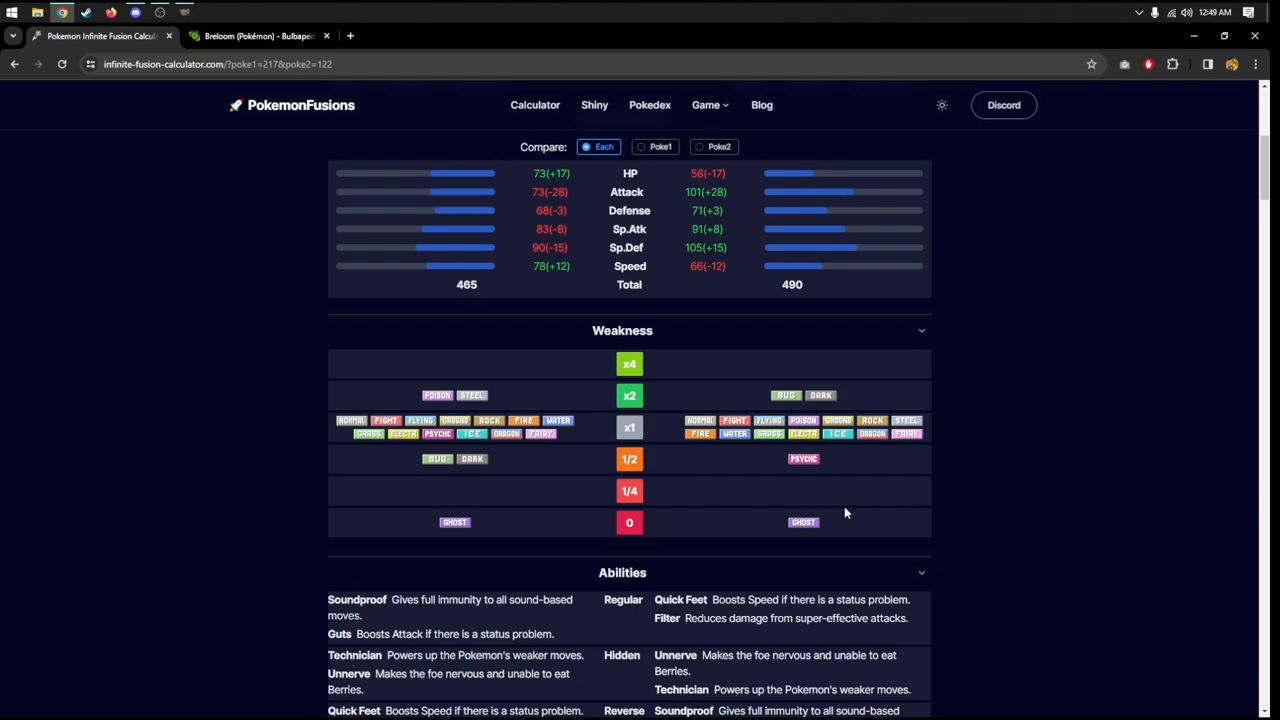 12:49 AM
Pokemon Infinite Fusion Calcul
Breloom (Pokémon) - Bulbaped
infinite-fusion-calculator.com/?poke1=217&poke2=122
PokemonFusions
Calculator Shiny Pokedex Game Blog Discord
Compare: Each Poke1 Poke2
73(+17) HP 56(-17)
73(-28) Attack 101(+28)
68(-3) Defense 71(+3)
83(-8) Sp.Atk 91(+8)
90(-15) Sp.Def 105(+15)
78(+12) Speed 66(-12)
465 Total 490
Weakness
x4
POISON STEEL x2 BUG DARK
NORMAL FIGHT FLYING GROUND ROCK FIRE WATER x1 NORMAL FIGHT FLYING POISON GROUND ROCK STEEL
GRASS ELECTR PSYCHC ICE DRAGON FAIRY FIRE WATER GRASS ELECTR ICE DRAGON FAIRY
BUG DARK 1/2 PSYCHC
1/4
GHOST 0 GHOST
Abilities
Soundproof Gives full immunity to all sound-based Regular Quick Feet Boosts Speed if there is a status problem.
moves. Filter Reduces damage from super-effective attacks.
Guts Boosts Attack if there is a status problem.
Technician Powers up the Pokemon's weaker moves. Hidden Unnerve Makes the foe nervous and unable to eat
Unnerve Makes the foe nervous and unable to eat Berries.
Berries. Technician Powers up the Pokemon's weaker moves.
Quick Feet Boosts Speed if there is a status problem. Reverse Soundproof Gives full immunity to all sound-based